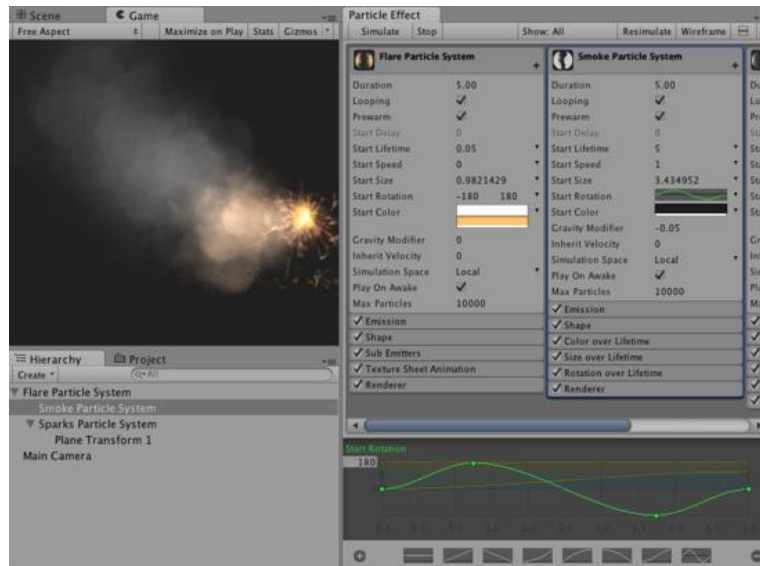 Scene
Game
Free Aspect
Maximize on Play Stats Gizmos
Particle Effect
Simulate Stop Show: All Resimulate Wireframe
Flare Particle System
Duration 5.00
Looping
Prewarm
Start Delay 0
Start Lifetime 0.05
Start Speed 0
Start Size 0.9821429
Start Rotation -180 180
Start Color
Gravity Modifier 0
Inherit Velocity 0
Simulation Space Local
Play On Awake
Max Particles 10000
Emission
Shape
Sub Emitters
Texture Sheet Animation
Renderer
Smoke Particle System
Duration 5.00
Looping
Prewarm
Start Delay 0
Start Lifetime 5
Start Speed 1
Start Size 3.434952
Start Rotation
Start Color
Gravity Modifier -0.05
Inherit Velocity 0
Simulation Space Local
Play On Awake
Max Particles 10000
Emission
Shape
Color over Lifetime
Size over Lifetime
Rotation over Lifetime
Renderer
Hierarchy
Project
Create
All
Flare Particle System
Smoke Particle System
Sparks Particle System
Plane Transform 1
Main Camera
Start Rotation
180